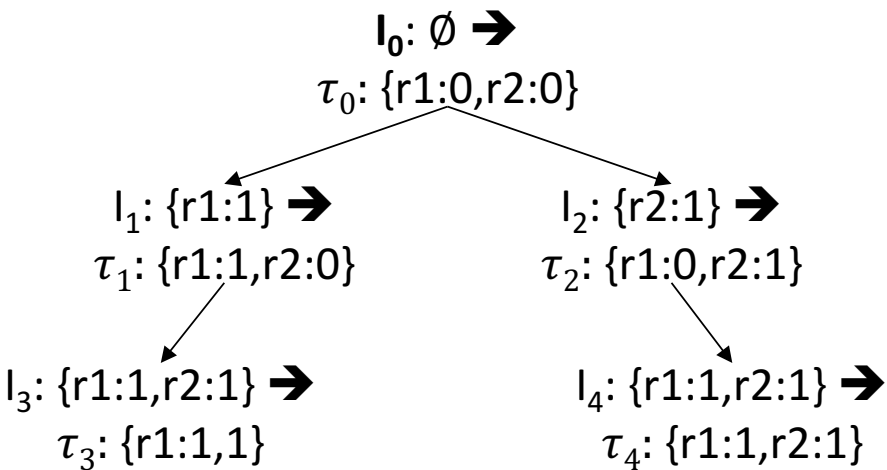 I₀: ∅ ➔
τ₀: {r1:0,r2:0}
I₁: {r1:1} ➔
τ₁: {r1:1,r2:0}
I₂: {r2:1} ➔
τ₂: {r1:0,r2:1}
I₃: {r1:1,r2:1} ➔
τ₃: {r1:1,1}
I₄: {r1:1,r2:1} ➔
τ₄: {r1:1,r2:1}